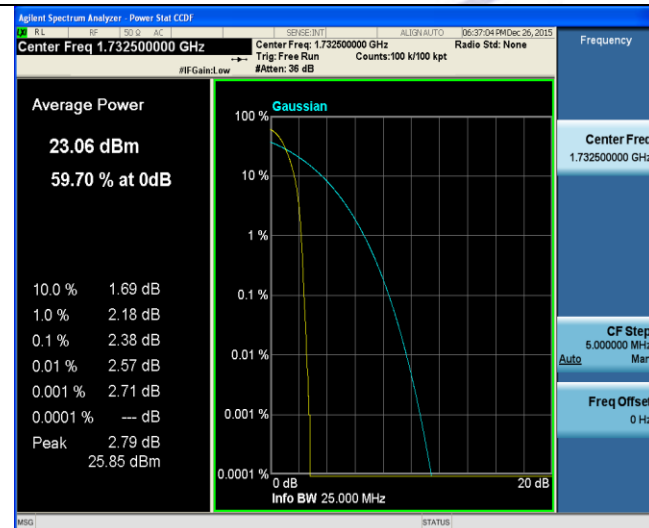 Agilent Spectrum Analyzer - Power Stat CCDF
LXI RL RF 50 Ω AC SENSE:INT ALIGN AUTO 06:37:04 PM Dec 26, 2015
Center Freq 1.732500000 GHz
Center Freq: 1.732500000 GHz Radio Std: None
Trig: Free Run Counts:100 k/100 kpt
#IFGain:Low #Atten: 36 dB
Frequency
Average Power
23.06 dBm
59.70 % at 0dB
10.0 % 1.69 dB
1.0 % 2.18 dB
0.1 % 2.38 dB
0.01 % 2.57 dB
0.001 % 2.71 dB
0.0001 % --- dB
Peak 2.79 dB
25.85 dBm
Gaussian
100 %
10 %
1 %
0.1 %
0.01 %
0.001 %
0.0001 %
0 dB 20 dB
Info BW 25.000 MHz
Center Freq
1.732500000 GHz
CF Step
5.000000 MHz
Auto Man
Freq Offset
0 Hz
MSG STATUS